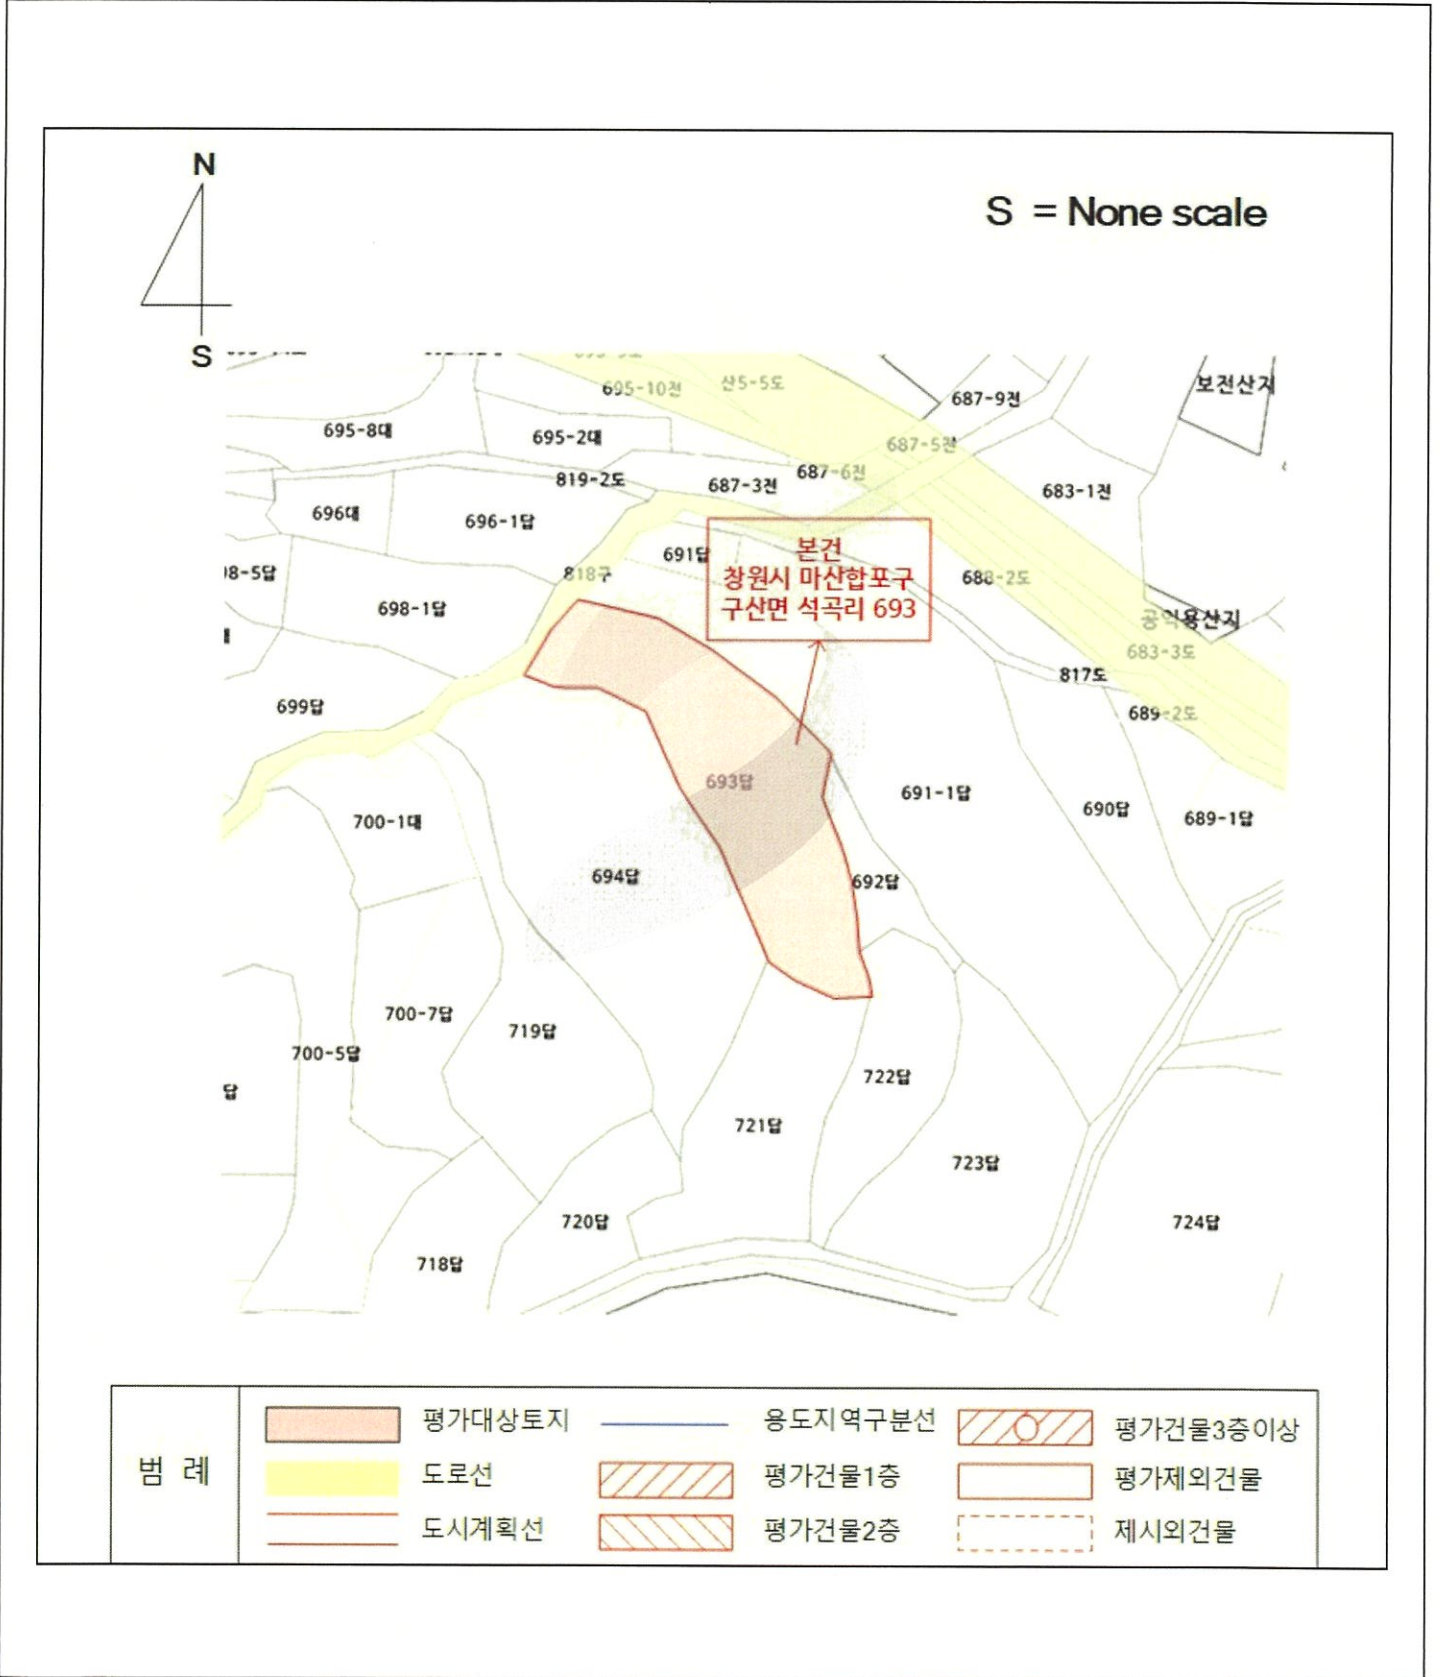 N
S = None scale
S
695-10전
산5-5도
687-9전
보전산지
695-8대
695-2대
687-5전
819-2도
687-3전
687-6전
683-1전
696대
696-1답
691답
본건
창원시 마산합포구
구산면 석곡리 693
818구
688-2도
8-5답
698-1답
공익용산지
683-3도
817도
699답
689-2도
693답
691-1답
690답
689-1답
700-1대
694답
692답
700-7답
719답
700-5답
722답
답
721답
723답
720답
724답
718답
범 례
평가대상토지
용도지역구분선
평가건물3층이상
도로선
평가건물1층
평가제외건물
도시계획선
평가건물2층
제시외건물